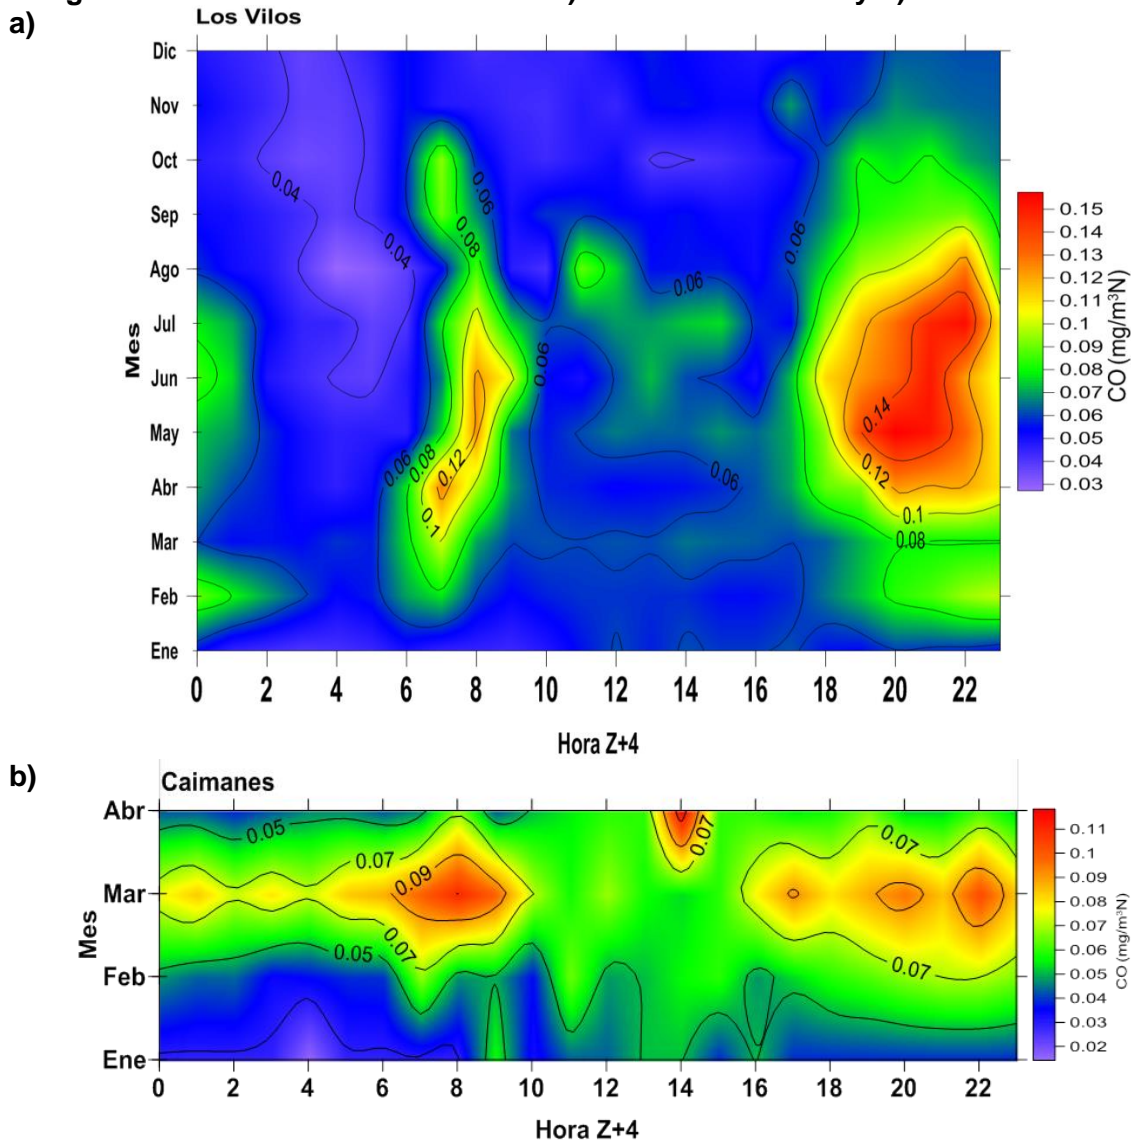 a)
Los Vilos
Dic
Nov
Oct
Sep
Ago
Jul
Jun
May
Abr
Mar
Feb
Ene
Mes
0 2 4 6 8 10 12 14 16 18 20 22
Hora Z+4
0.04
0.04
0.06
0.08
0.06
0.06
0.06
0.06
0.08
0.12
0.1
0.06
0.14
0.12
0.1
0.08
0.15
0.14
0.13
0.12
0.11
0.1
0.09
0.08
0.07
0.06
0.05
0.04
0.03
CO (mg/m³N)
b)
Caimanes
Abr
Mar
Feb
Ene
Mes
0 2 4 6 8 10 12 14 16 18 20 22
Hora Z+4
0.05
0.07
0.09
0.07
0.05
0.07
0.07
0.07
0.11
0.1
0.09
0.08
0.07
0.06
0.05
0.04
0.03
0.02
CO (mg/m³N)